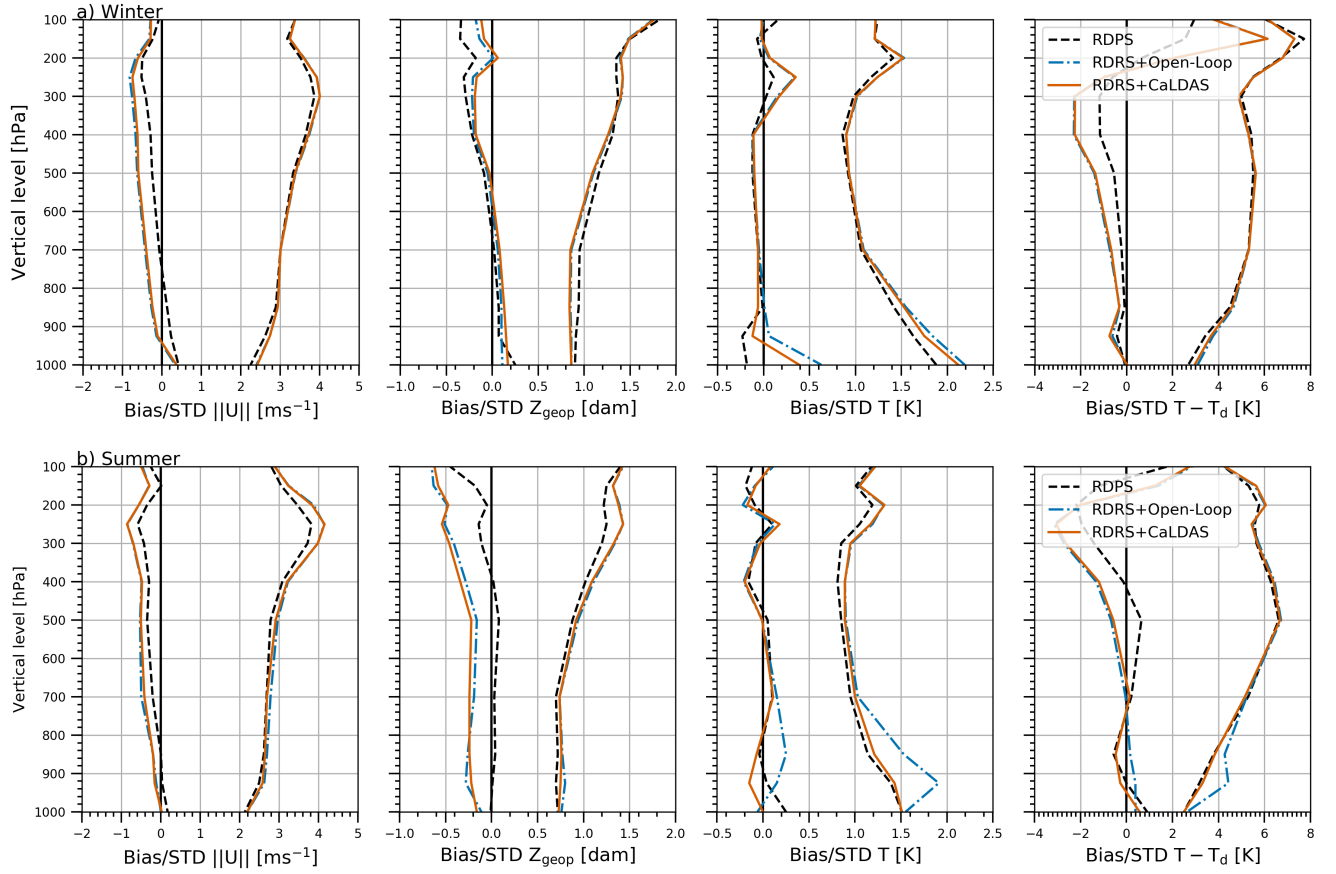 a) Winter
Vertical level [hPa]
100
200
300
400
500
600
700
800
900
1000
−2 −1 0 1 2 3 4 5
Bias/STD ||U|| [ms⁻¹]
−1.0 −0.5 0.0 0.5 1.0 1.5 2.0
Bias/STD Z_geop [dam]
−0.5 0.0 0.5 1.0 1.5 2.0 2.5
Bias/STD T [K]
RDPS
RDRS+Open-Loop
RDRS+CaLDAS
−4 −2 0 2 4 6 8
Bias/STD T − T_d [K]
b) Summer
Vertical level [hPa]
100
200
300
400
500
600
700
800
900
1000
−2 −1 0 1 2 3 4 5
Bias/STD ||U|| [ms⁻¹]
−1.0 −0.5 0.0 0.5 1.0 1.5 2.0
Bias/STD Z_geop [dam]
−0.5 0.0 0.5 1.0 1.5 2.0 2.5
Bias/STD T [K]
RDPS
RDRS+Open-Loop
RDRS+CaLDAS
−4 −2 0 2 4 6 8
Bias/STD T − T_d [K]